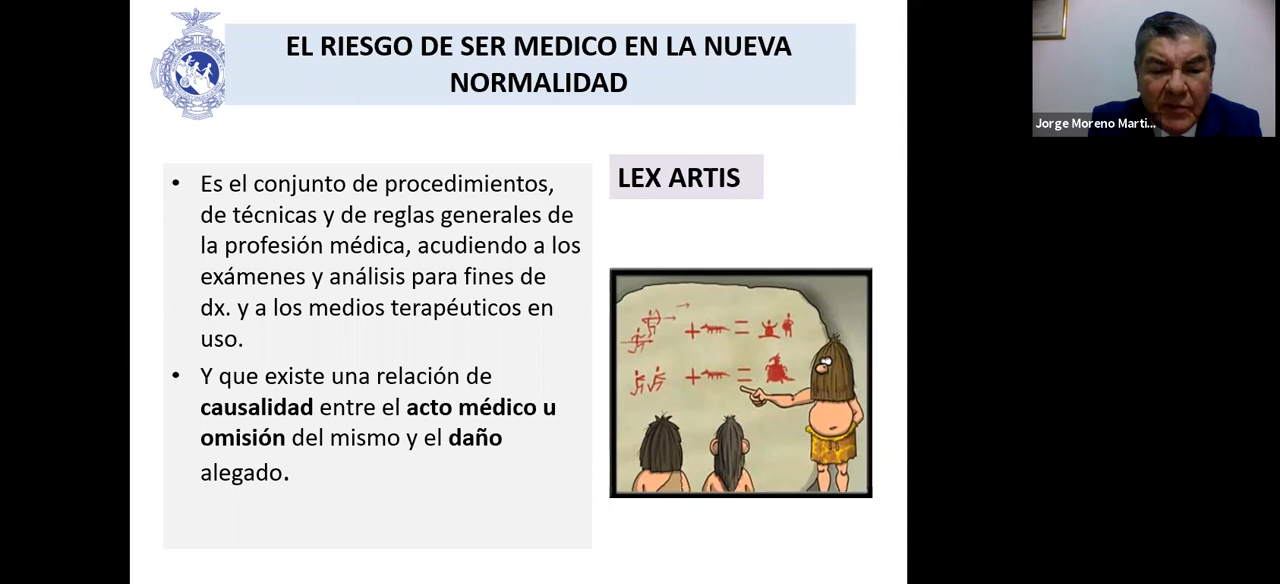 EL RIESGO DE SER MEDICO EN LA NUEVA
NORMALIDAD
Jorge Moreno Marti...
LEX ARTIS
• Es el conjunto de procedimientos,
de técnicas y de reglas generales de
la profesión médica, acudiendo a los
exámenes y análisis para fines de
dx. y a los medios terapéuticos en
uso.
• Y que existe una relación de
causalidad entre el acto médico u
omisión del mismo y el daño
alegado.